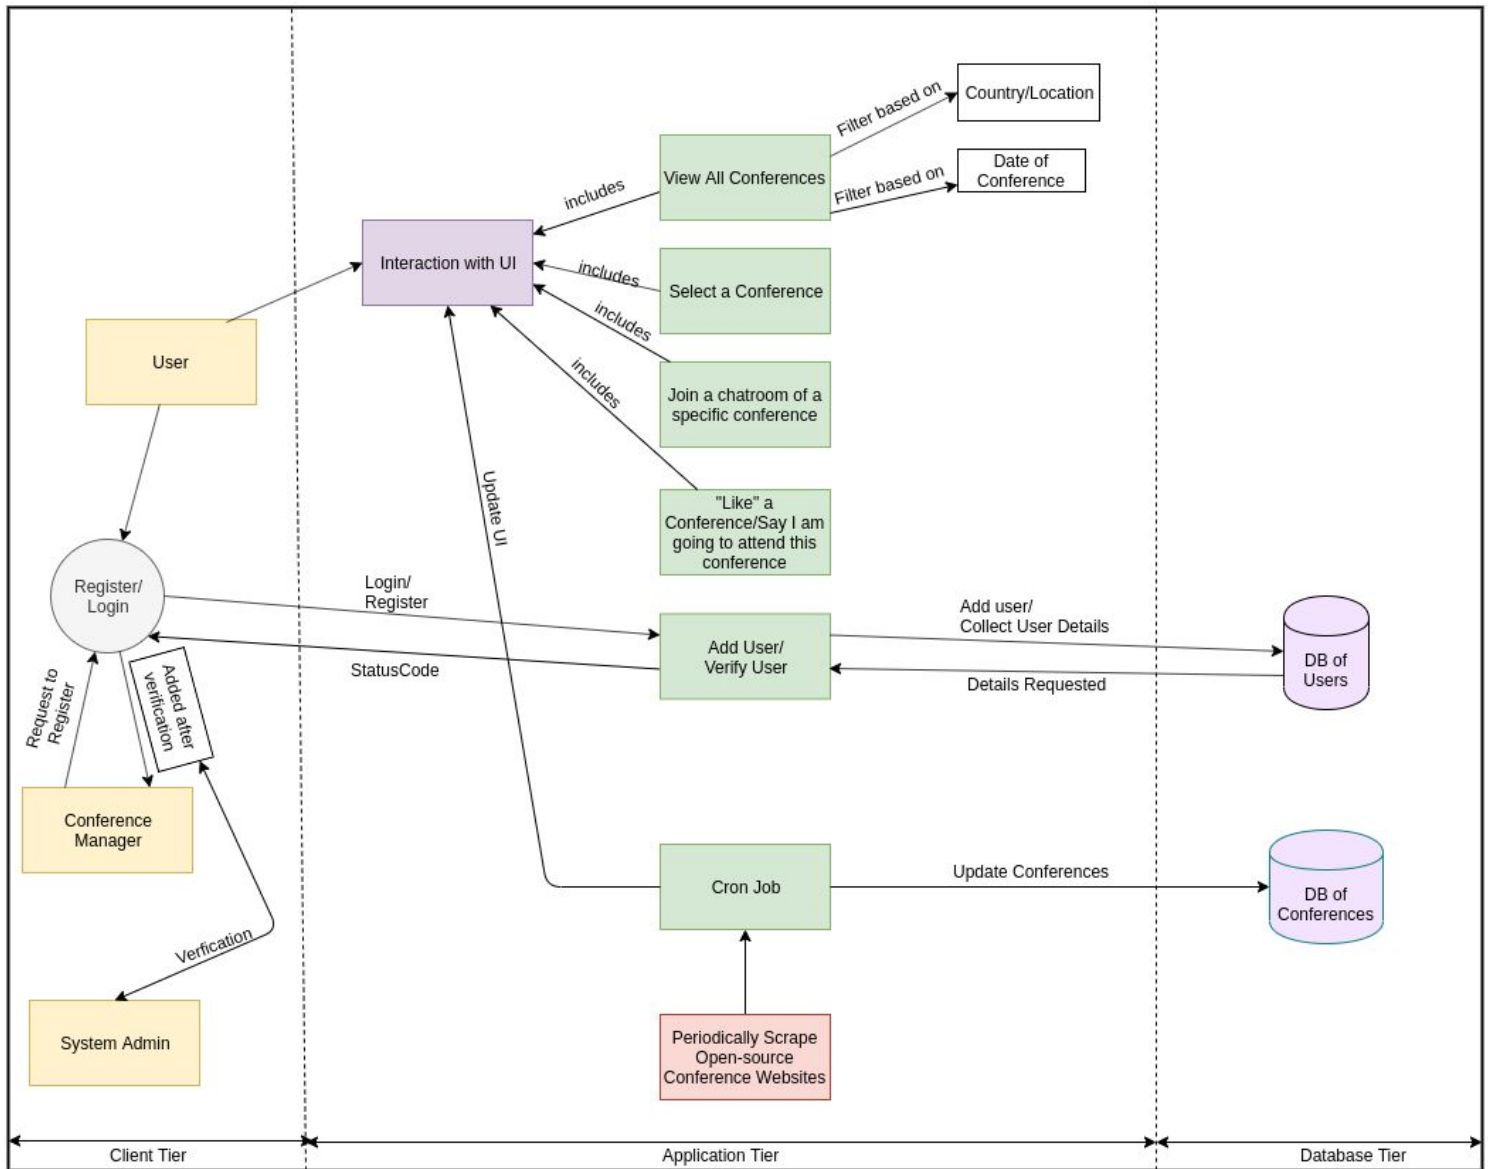 Country/Location
Filter based on
Date of
Conference
Filter based on
View All Conferences
includes
Interaction with UI
includes
Select a Conference
includes
User
includes
Join a chatroom of a
specific conference
Update UI
"Like" a
Conference/Say I am
going to attend this
conference
Register/
Login
Login/
Register
Add user/
Collect User Details
Add User/
Verify User
DB of
Users
StatusCode
Details Requested
Request to
Register
Added after
verification
Conference
Manager
Cron Job
Update Conferences
DB of
Conferences
Verfication
System Admin
Periodically Scrape
Open-source
Conference Websites
Client Tier
Application Tier
Database Tier